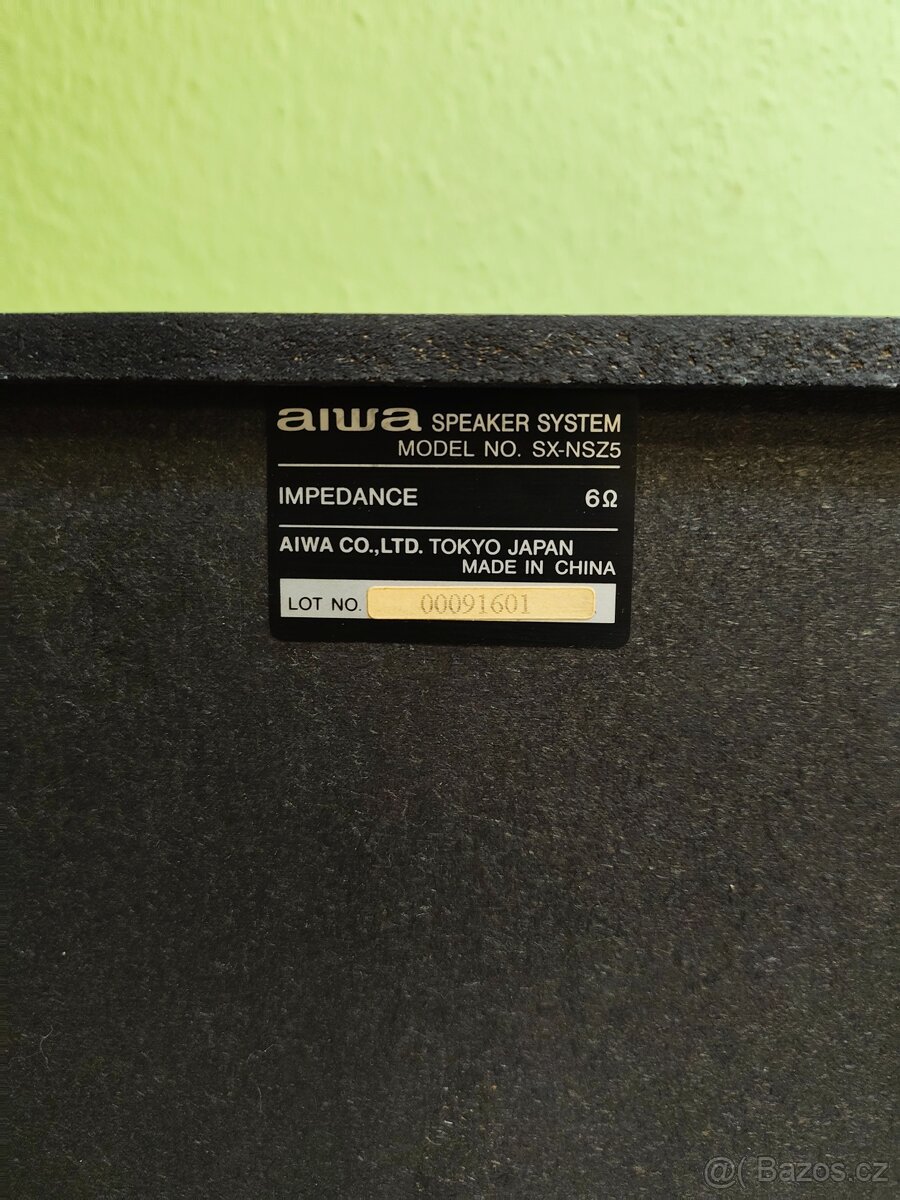 aiwa SPEAKER SYSTEM
MODEL NO. SX-NSZ5
IMPEDANCE 6Ω
AIWA CO.,LTD. TOKYO JAPAN
MADE IN CHINA
LOT NO. 00091601
@( Bazos.cz